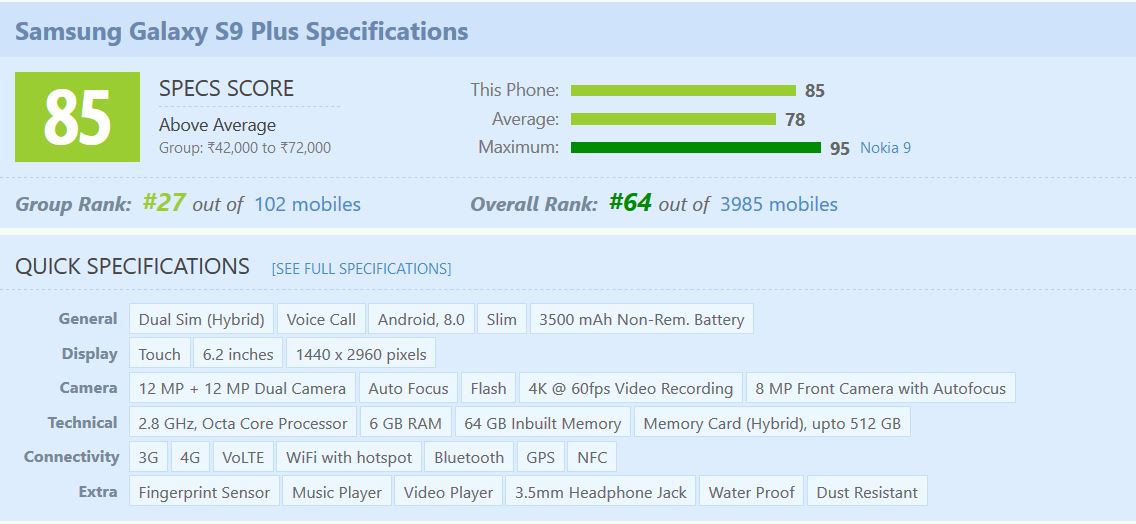 Samsung Galaxy S9 Plus Specifications
85 SPECS SCORE
Above Average
Group: ₹42,000 to ₹72,000
This Phone: 85
Average: 78
Maximum: 95 Nokia 9
Group Rank: #27 out of 102 mobiles
Overall Rank: #64 out of 3985 mobiles
QUICK SPECIFICATIONS [SEE FULL SPECIFICATIONS]
General Dual Sim (Hybrid) Voice Call Android, 8.0 Slim 3500 mAh Non-Rem. Battery
Display Touch 6.2 inches 1440 x 2960 pixels
Camera 12 MP + 12 MP Dual Camera Auto Focus Flash 4K @ 60fps Video Recording 8 MP Front Camera with Autofocus
Technical 2.8 GHz, Octa Core Processor 6 GB RAM 64 GB Inbuilt Memory Memory Card (Hybrid), upto 512 GB
Connectivity 3G 4G VoLTE WiFi with hotspot Bluetooth GPS NFC
Extra Fingerprint Sensor Music Player Video Player 3.5mm Headphone Jack Water Proof Dust Resistant